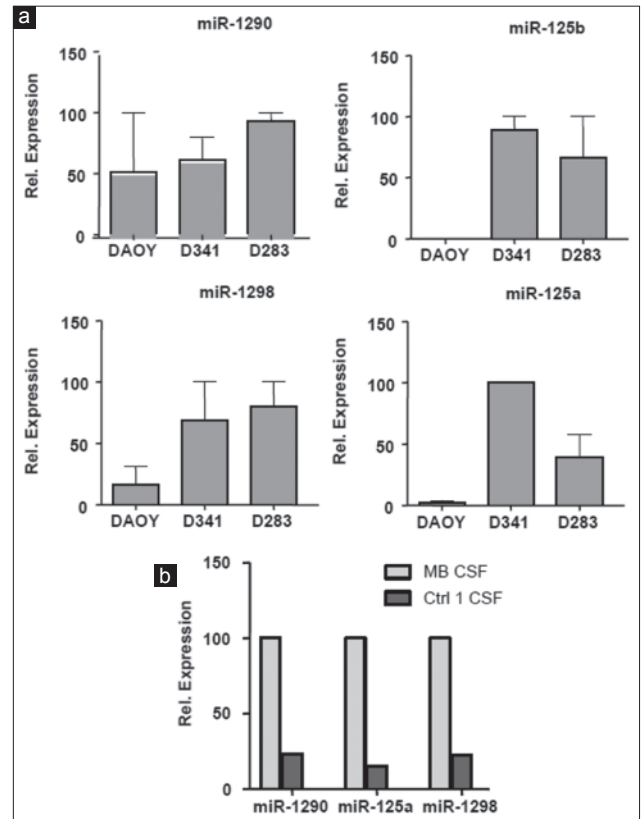 a
miR-1290
Rel. Expression
150
100
50
0
DAOY D341 D283
miR-125b
Rel. Expression
150
100
50
0
DAOY D341 D283
miR-1298
Rel. Expression
150
100
50
0
DAOY D341 D283
miR-125a
Rel. Expression
150
100
50
0
DAOY D341 D283
b
MB CSF
Ctrl 1 CSF
Rel. Expression
150
100
50
0
miR-1290 miR-125a miR-1298